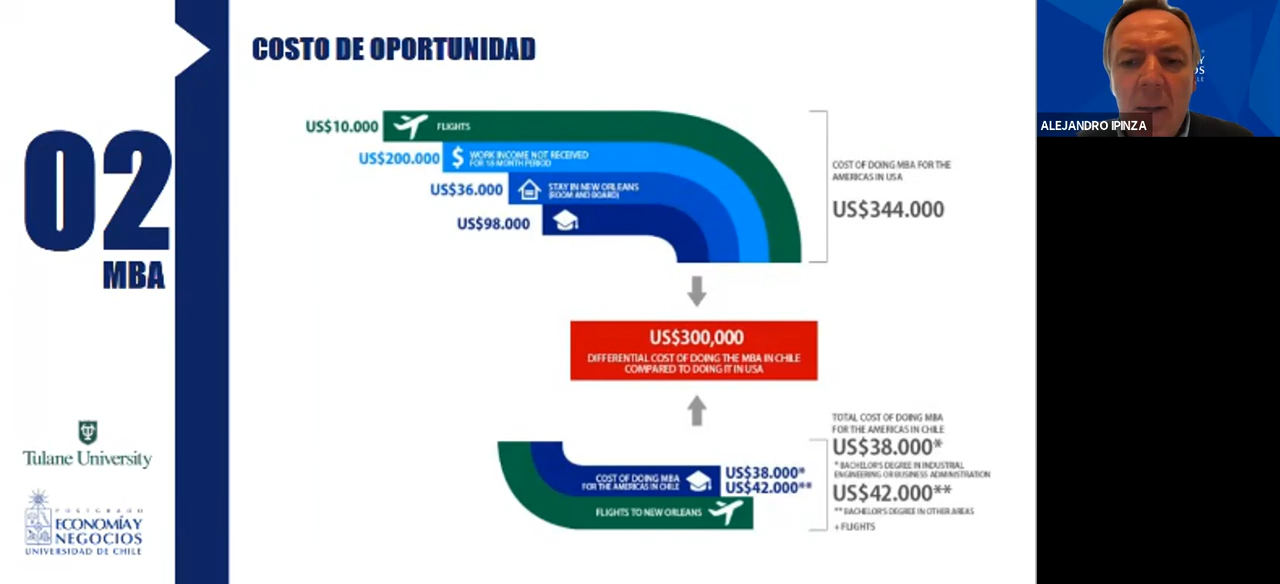 COSTO DE OPORTUNIDAD
02
MBA
US$10.000
FLIGHTS
US$200.000
$
WORK INCOME NOT RECEIVED
FOR 18 MONTH PERIOD
US$36.000
STAY IN NEW ORLEANS
(ROOM AND BOARD)
US$98.000
COST OF DOING MBA FOR THE
AMERICAS IN USA
US$344.000
US$300,000
DIFFERENTIAL COST OF DOING THE MBA IN CHILE
COMPARED TO DOING IT IN USA
COST OF DOING MBA
FOR THE AMERICAS IN CHILE
US$38.000*
US$42.000**
FLIGHTS TO NEW ORLEANS
TOTAL COST OF DOING MBA
FOR THE AMERICAS IN CHILE
US$38.000*
* BACHELOR'S DEGREE IN INDUSTRIAL
ENGINEERING OR BUSINESS ADMINISTRATION
US$42.000**
** BACHELOR'S DEGREE IN OTHER AREAS
+ FLIGHTS
Tulane University
POSTGRADO
ECONOMÍA Y
NEGOCIOS
UNIVERSIDAD DE CHILE
ALEJANDRO IPINZA